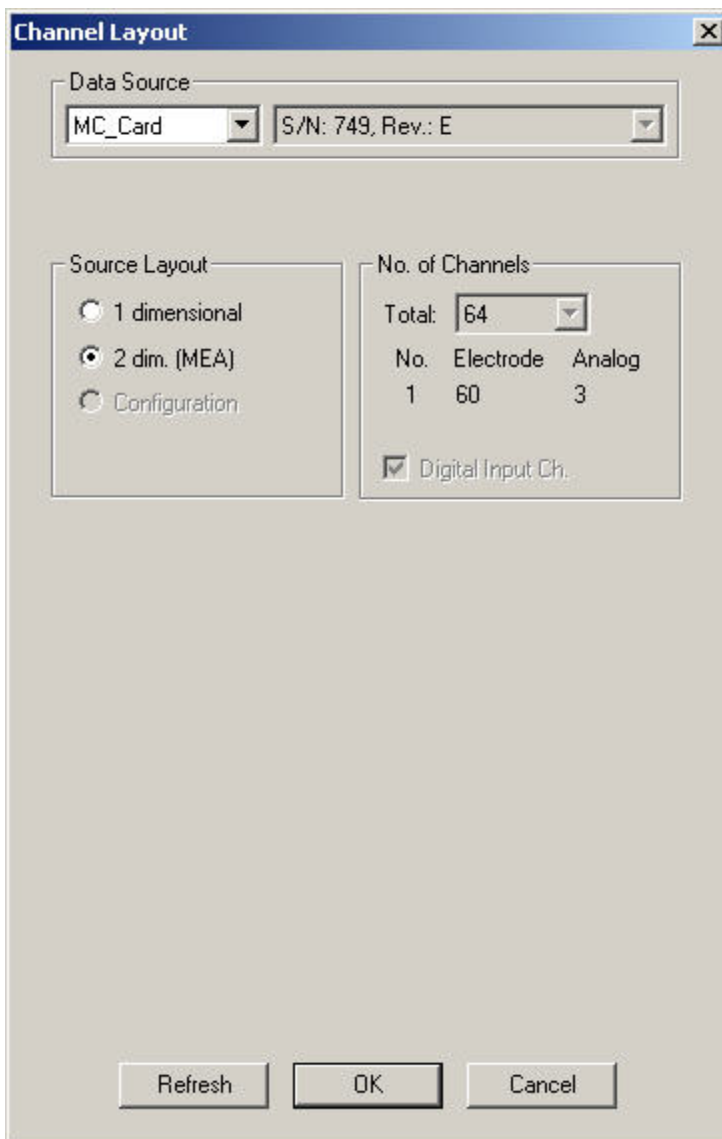 Channel Layout
Data Source
MC_Card
S/N: 749, Rev.: E
Source Layout
1 dimensional
2 dim. (MEA)
Configuration
No. of Channels
Total: 64
No. Electrode Analog
1 60 3
Digital Input Ch.
Refresh OK Cancel